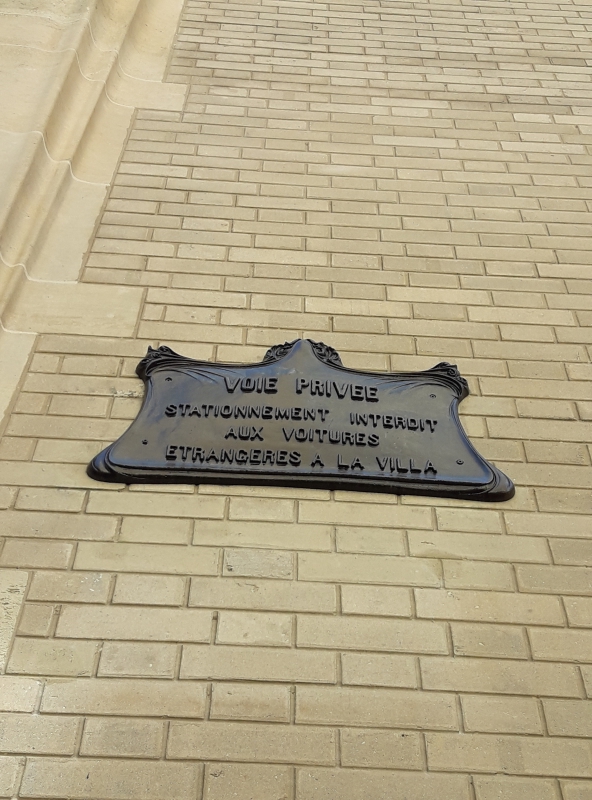 VOIE PRIVEE
STATIONNEMENT INTERDIT
AUX VOITURES
ETRANGERES A LA VILLA